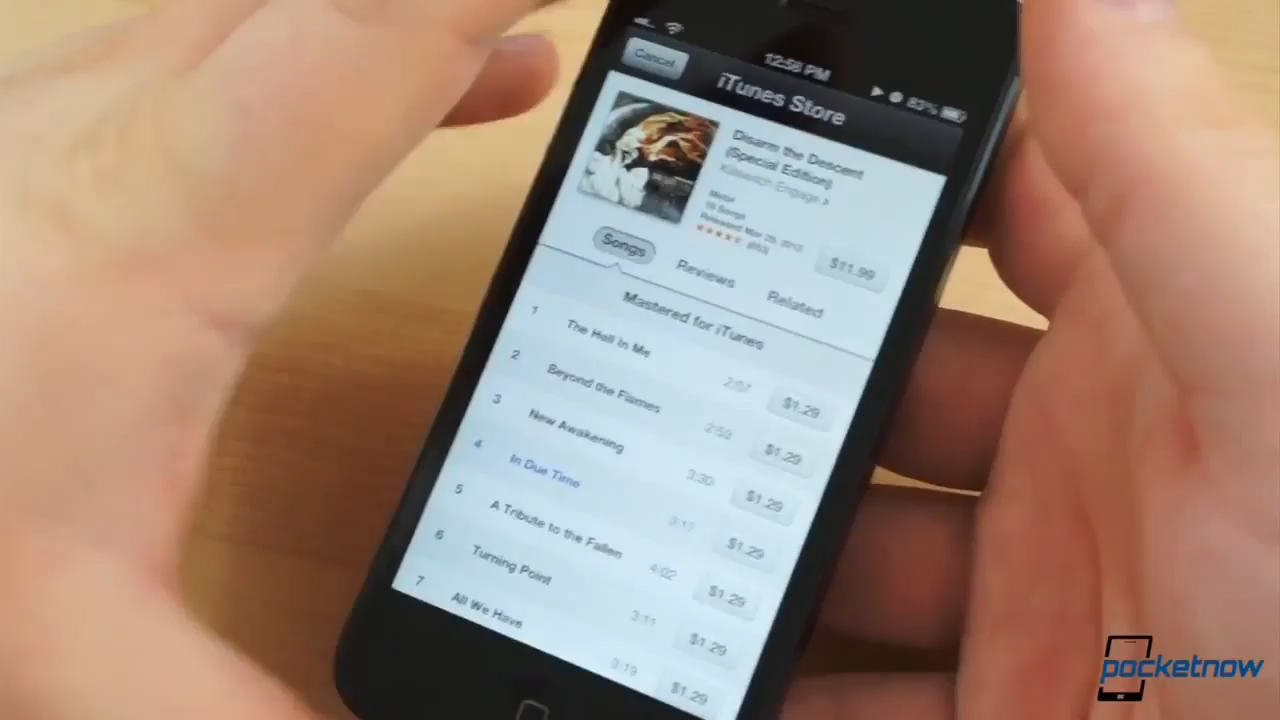 12:58 PM
83%
Cancel
iTunes Store
Disarm the Descent
(Special Edition)
Killswitch Engage >
Metal
Songs
Released Mar
$11.99
Songs
Reviews
Related
Mastered for iTunes
1 The Hell In Me 2:07 $1.29
2 Beyond the Flames 2:50 $1.29
3 New Awakening 3:30 $1.29
4 In Due Time 3:17 $1.29
5 A Tribute to the Fallen 4:02 $1.29
6 Turning Point 3:11 $1.29
7 All We Have 3:19 $1.29
pocketnow